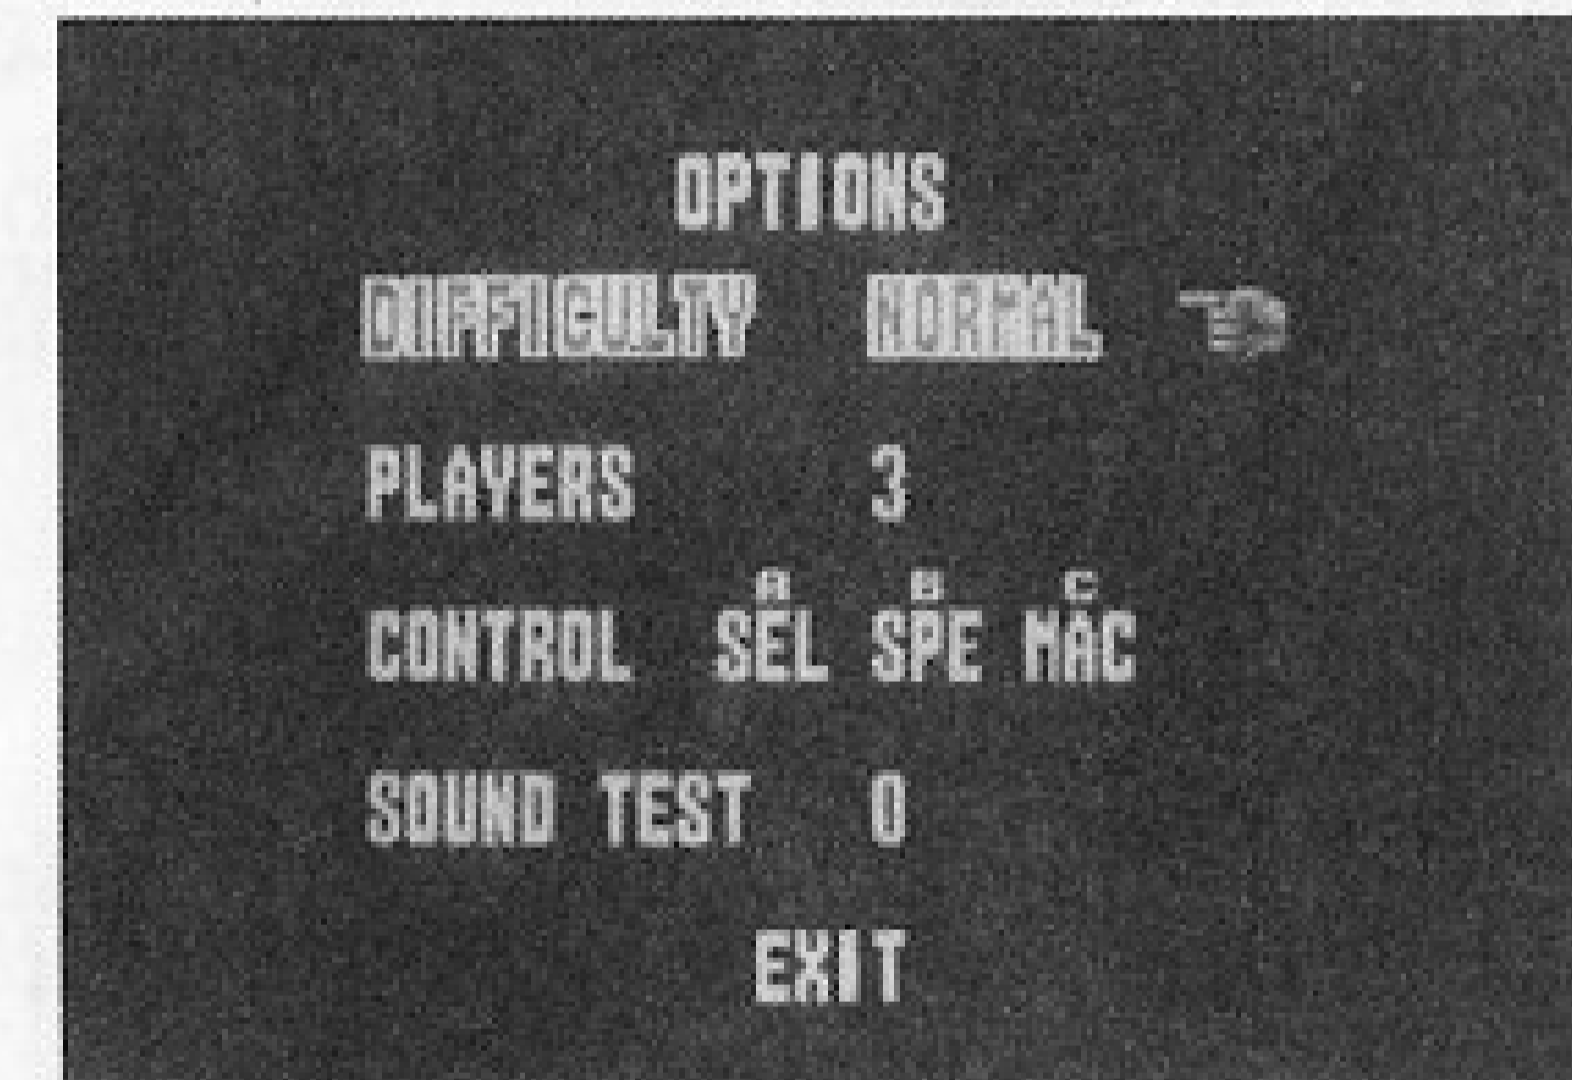 OPTIONS
DIFFICULTY NORMAL
PLAYERS 3
A B C
CONTROL SEL SPE MAC
SOUND TEST 0
EXIT